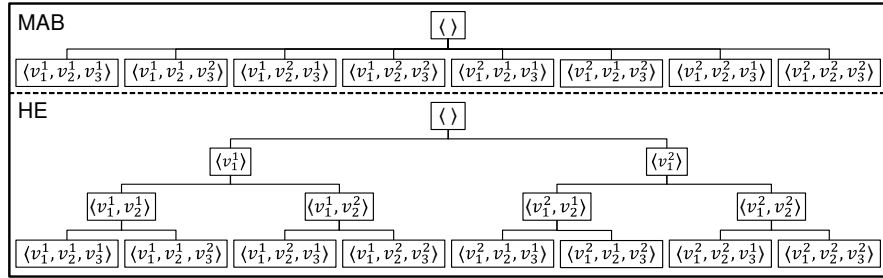 MAB
⟨ ⟩
⟨v₁¹, v₂¹, v₃¹⟩ ⟨v₁¹, v₂¹, v₃²⟩ ⟨v₁¹, v₂², v₃¹⟩ ⟨v₁¹, v₂², v₃²⟩ ⟨v₁², v₂¹, v₃¹⟩ ⟨v₁², v₂¹, v₃²⟩ ⟨v₁², v₂², v₃¹⟩ ⟨v₁², v₂², v₃²⟩
HE
⟨ ⟩
⟨v₁¹⟩ ⟨v₁²⟩
⟨v₁¹, v₂¹⟩ ⟨v₁¹, v₂²⟩ ⟨v₁², v₂¹⟩ ⟨v₁², v₂²⟩
⟨v₁¹, v₂¹, v₃¹⟩ ⟨v₁¹, v₂¹, v₃²⟩ ⟨v₁¹, v₂², v₃¹⟩ ⟨v₁¹, v₂², v₃²⟩ ⟨v₁², v₂¹, v₃¹⟩ ⟨v₁², v₂¹, v₃²⟩ ⟨v₁², v₂², v₃¹⟩ ⟨v₁², v₂², v₃²⟩